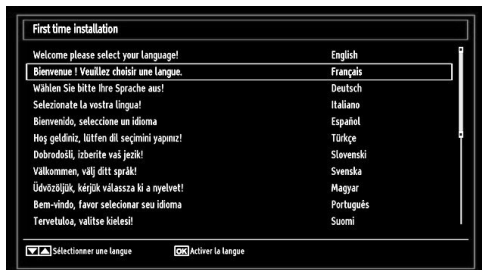 First time installation
Welcome please select your language! English
Bienvenue ! Veuillez choisir une langue. Français
Wählen Sie bitte Ihre Sprache aus! Deutsch
Selezionate la vostra lingua! Italiano
Bienvenido, seleccione un idioma Español
Hoş geldiniz, lütfen dil seçimini yapınız! Türkçe
Dobrodošli, izberite vaš jezik! Slovenski
Välkommen, välj ditt språk! Svenska
Üdvözöljük, kérjük válassza ki a nyelvet! Magyar
Bem-vindo, favor selecionar seu idioma Português
Tervetuloa, valitse kielesi! Suomi
Sélectionner une langue OK Activer la langue